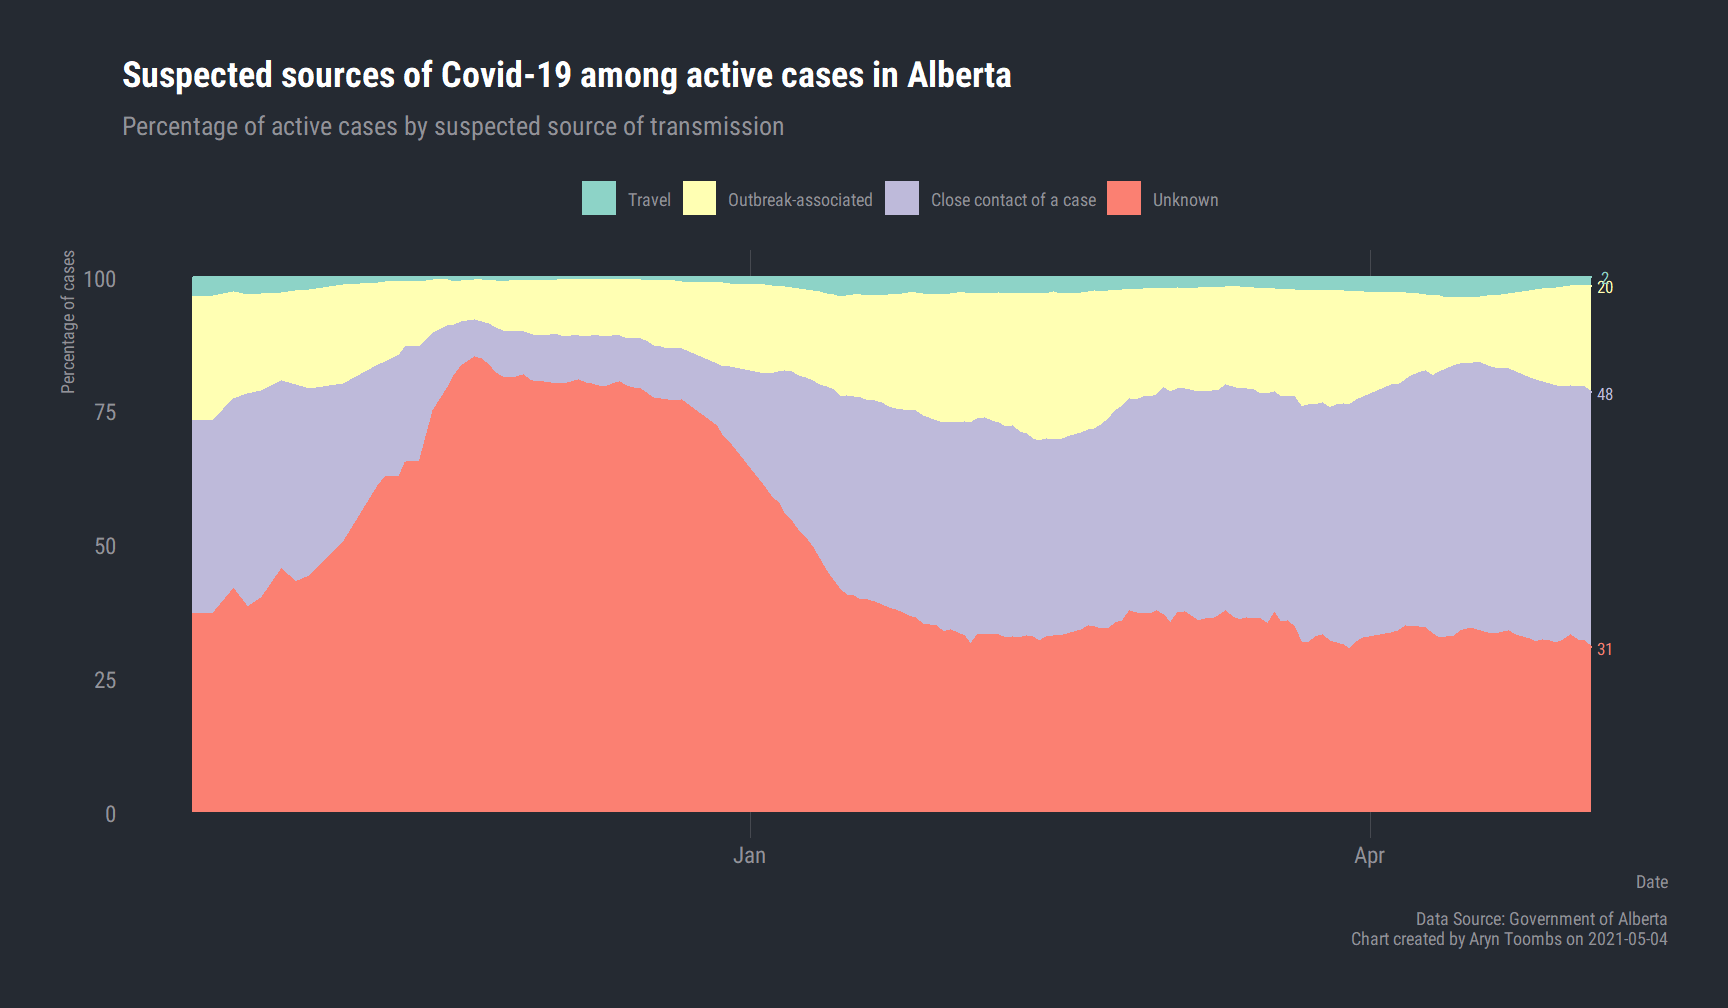 Suspected sources of Covid-19 among active cases in Alberta
Percentage of active cases by suspected source of transmission
Travel Outbreak-associated Close contact of a case Unknown
Percentage of cases
100
75
50
25
0
2
20
48
31
Jan Apr
Date
Data Source: Government of Alberta
Chart created by Aryn Toombs on 2021-05-04